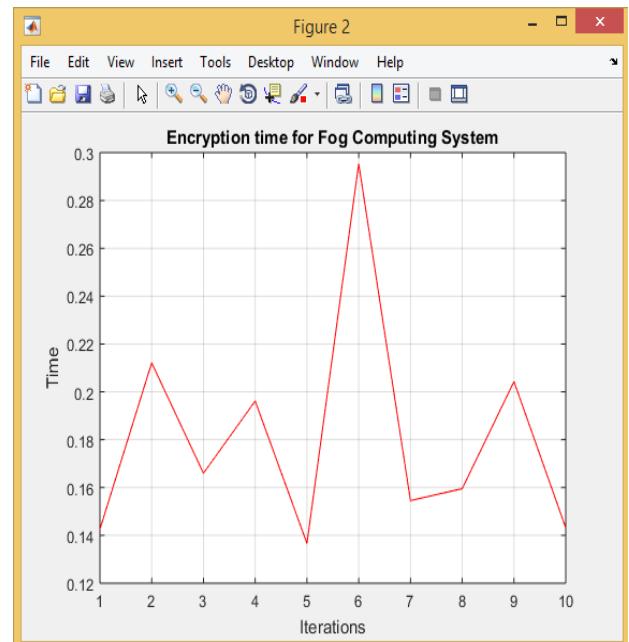 Figure 2
File Edit View Insert Tools Desktop Window Help
Encryption time for Fog Computing System
0.3
0.28
0.26
0.24
0.22
0.2
0.18
0.16
0.14
0.12
Time
1 2 3 4 5 6 7 8 9 10
Iterations